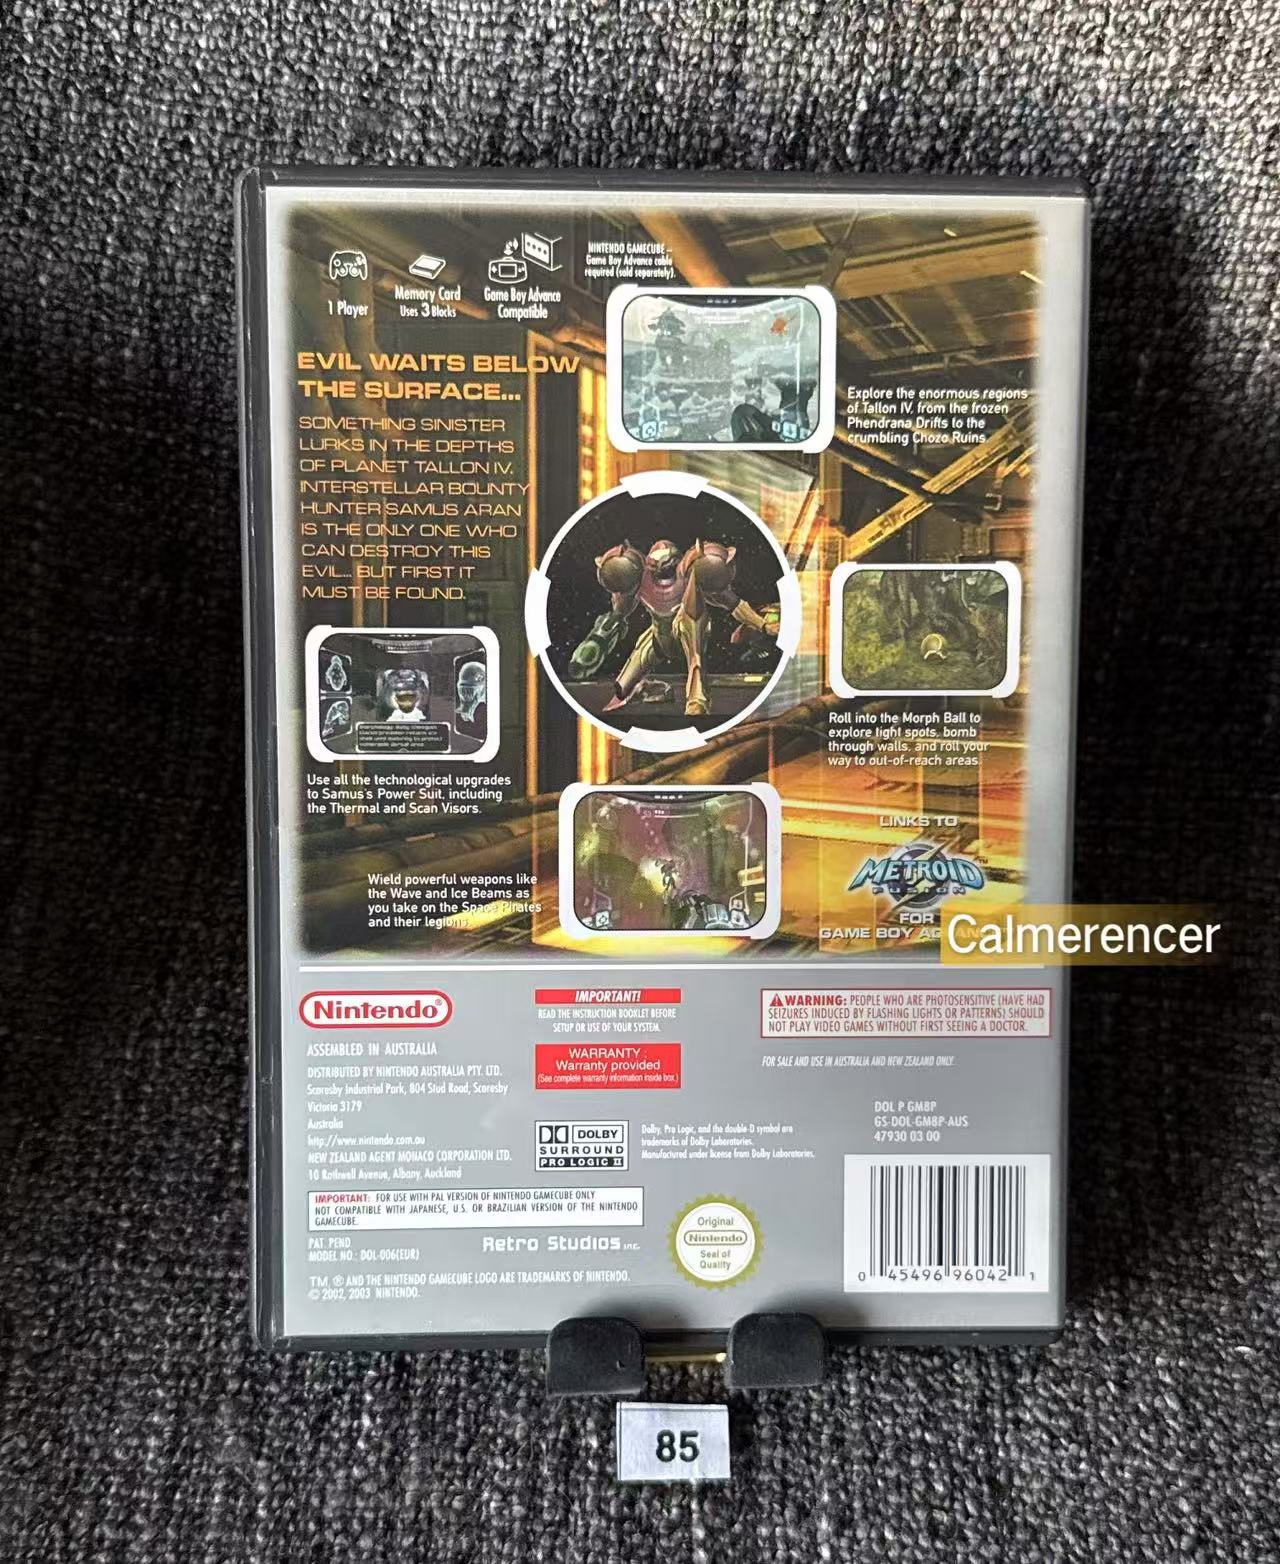 1 Player
Memory Card
Uses 3 Blocks
Game Boy Advance
Compatible
NINTENDO GAMECUBE –
Game Boy Advance cable
required (sold separately).
EVIL WAITS BELOW
THE SURFACE...
SOMETHING SINISTER
LURKS IN THE DEPTHS
OF PLANET TALLON IV.
INTERSTELLAR BOUNTY
HUNTER SAMUS ARAN
IS THE ONLY ONE WHO
CAN DESTROY THIS
EVIL... BUT FIRST IT
MUST BE FOUND.
Explore the enormous regions
of Tallon IV, from the frozen
Phendrana Drifts to the
crumbling Chozo Ruins.
Roll into the Morph Ball to
explore tight spots, bomb
through walls, and roll your
way to out-of-reach areas.
Use all the technological upgrades
to Samus's Power Suit, including
the Thermal and Scan Visors.
Wield powerful weapons like
the Wave and Ice Beams as
you take on the Space Pirates
and their legions.
LINKS TO
METROID™
FUSION
FOR
GAME BOY
Calmerencer
Nintendo®
IMPORTANT!
READ THE INSTRUCTION BOOKLET BEFORE
SETUP OR USE OF YOUR SYSTEM.
WARNING: PEOPLE WHO ARE PHOTOSENSITIVE (HAVE HAD
SEIZURES INDUCED BY FLASHING LIGHTS OR PATTERNS) SHOULD
NOT PLAY VIDEO GAMES WITHOUT FIRST SEEING A DOCTOR.
ASSEMBLED IN AUSTRALIA
DISTRIBUTED BY NINTENDO AUSTRALIA PTY. LTD.
Scoresby Industrial Park, 804 Stud Road, Scoresby
Victoria 3179
Australia
http://www.nintendo.com.au
NEW ZEALAND AGENT MONACO CORPORATION LTD.
10 Rothwell Avenue, Albany, Auckland
WARRANTY :
Warranty provided
(See complete warranty information inside box.)
FOR SALE AND USE IN AUSTRALIA AND NEW ZEALAND ONLY.
DOL P GM8P
GS-DOL-GM8P-AUS
47930 03 00
DOLBY
SURROUND
PRO LOGIC II
Dolby, Pro Logic, and the double-D symbol are
trademarks of Dolby Laboratories.
Manufactured under license from Dolby Laboratories.
IMPORTANT: FOR USE WITH PAL VERSION OF NINTENDO GAMECUBE ONLY
NOT COMPATIBLE WITH JAPANESE, U.S. OR BRAZILIAN VERSION OF THE NINTENDO
GAMECUBE.
PAT. PEND
MODEL NO.: DOL-006(EUR)
Retro Studios INC.
Original
Nintendo
Seal of
Quality
TM, ® AND THE NINTENDO GAMECUBE LOGO ARE TRADEMARKS OF NINTENDO.
© 2002, 2003 NINTENDO.
0 45496 96042 1
85